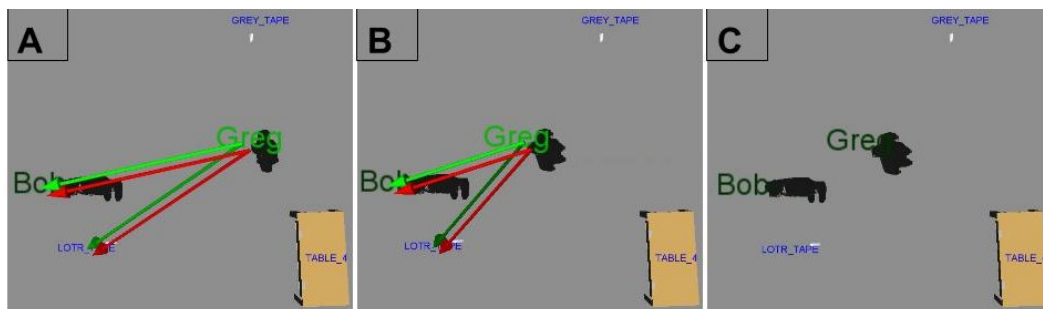 A
GREY_TAPE
Greg
Bob
LOTR_TAPE
TABLE_4
B
GREY_TAPE
Greg
Bob
LOTR_TAPE
TABLE_4
C
GREY_TAPE
Greg
Bob
LOTR_TAPE
TABLE_4